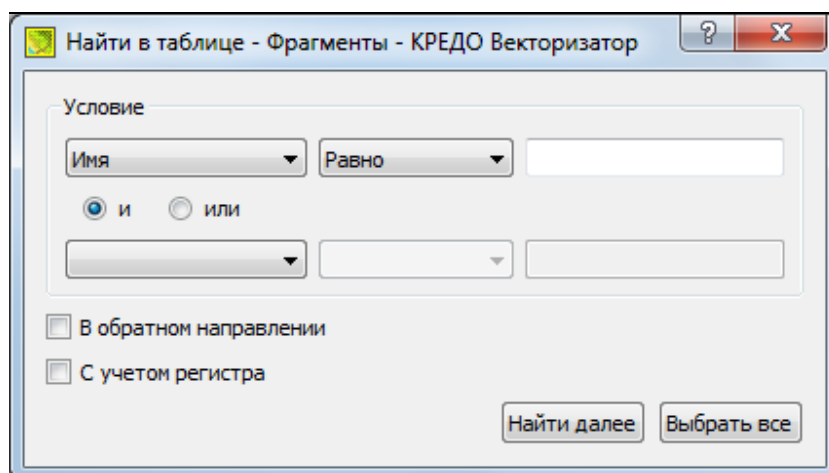 Найти в таблице - Фрагменты - КРЕДО Векторизатор
Условие
Имя Равно
и или
В обратном направлении
С учетом регистра
Найти далее Выбрать все